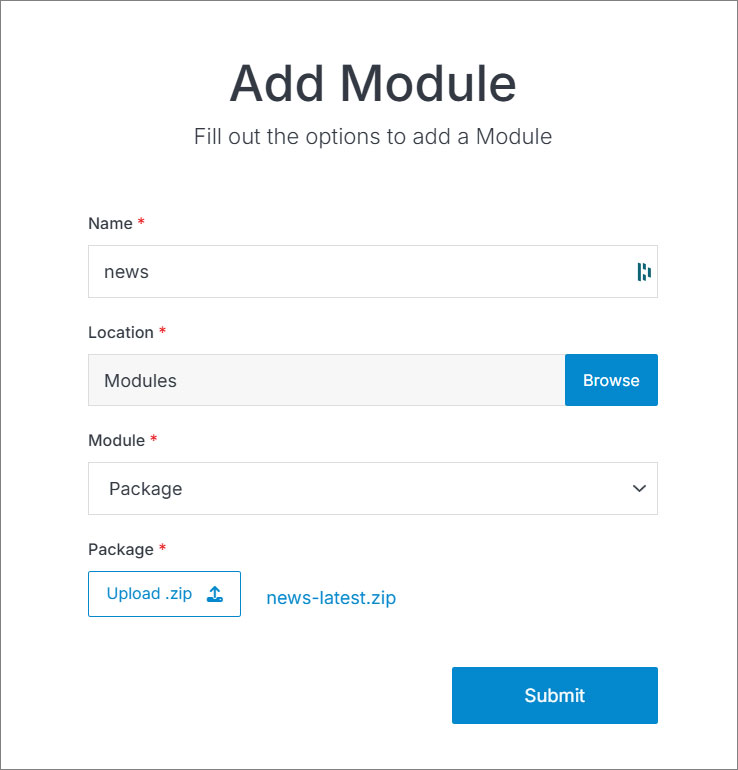 Add Module
Fill out the options to add a Module
Name *
news
Location *
Modules
Browse
Module *
Package
Package *
Upload .zip
news-latest.zip
Submit